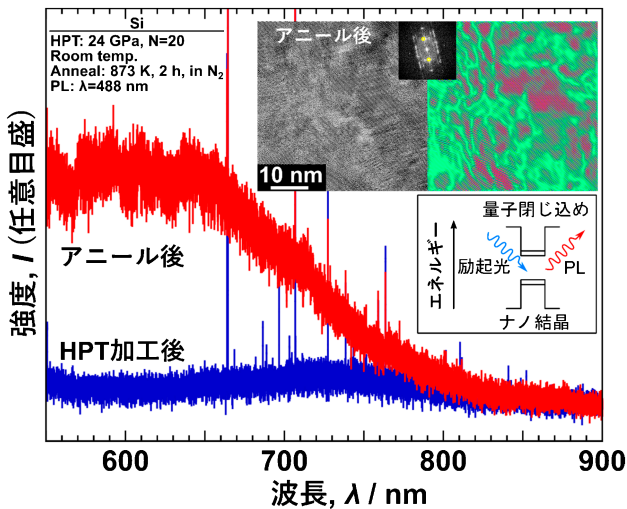 Si
HPT: 24 GPa, N=20
Room temp.
Anneal: 873 K, 2 h, in N2
PL: λ=488 nm
アニール後
10 nm
量子閉じ込め
エネルギー
励起光
PL
ナノ結晶
アニール後
HPT加工後
強度, I (任意目盛)
600
700
800
900
波長, λ / nm